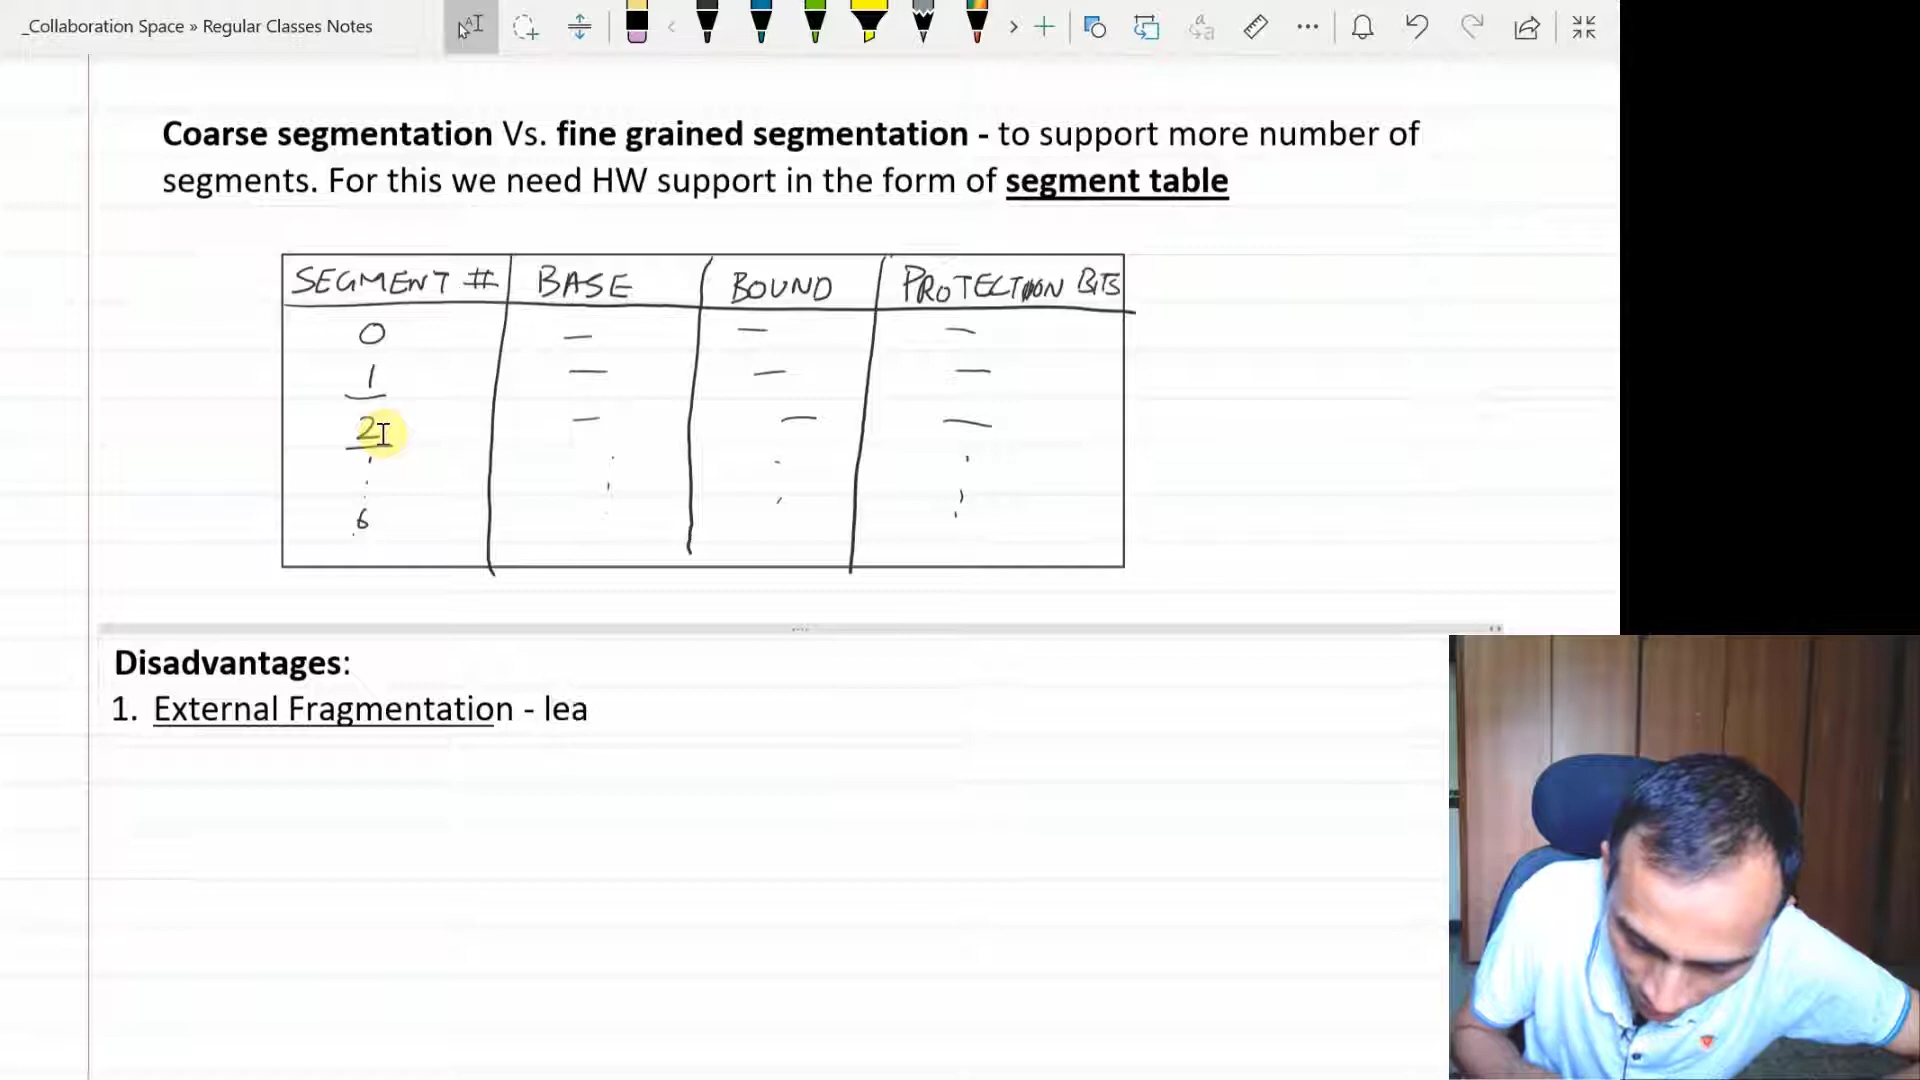 _Collaboration Space » Regular Classes Notes
Coarse segmentation Vs. fine grained segmentation - to support more number of
segments. For this we need HW support in the form of segment table
SEGMENT # BASE BOUND PROTECTION BITS
0 — — —
1 — — —
2 — — —
6
Disadvantages:
1. External Fragmentation - lea